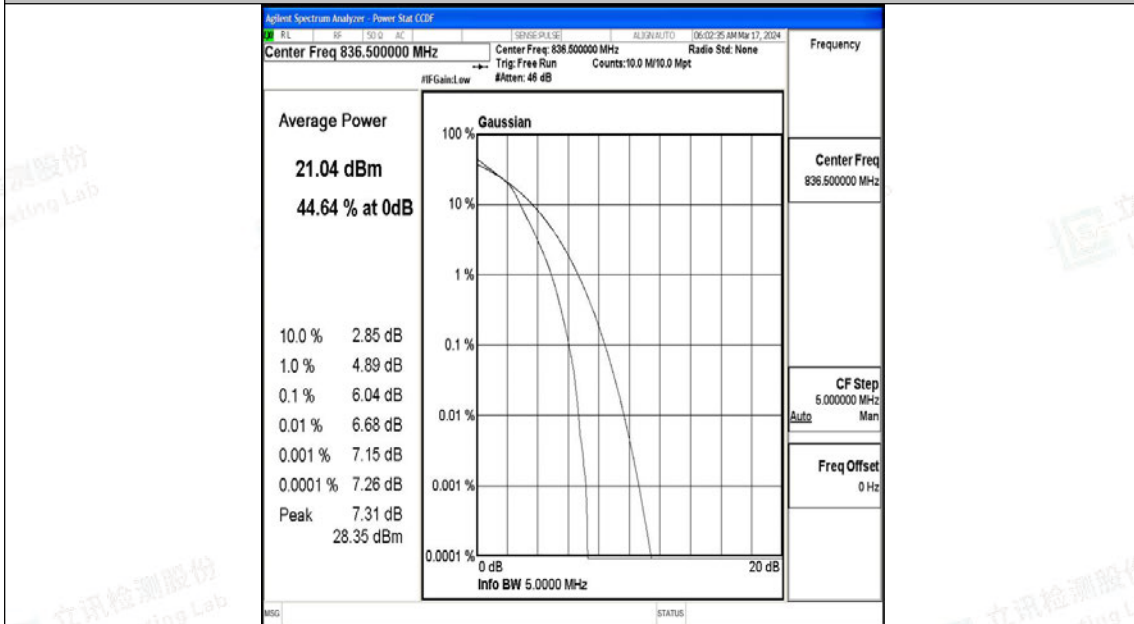 Agilent Spectrum Analyzer - Power Stat CCDF
RL RF 50 Ω AC SENSE:PULSE ALIGN AUTO 06:02:35 AM Mar 17, 2024
Center Freq 836.500000 MHz
Center Freq: 836.500000 MHz Radio Std: None
Trig: Free Run Counts:10.0 M/10.0 Mpt
#IFGain:Low #Atten: 46 dB
Average Power
21.04 dBm
44.64 % at 0dB
10.0 % 2.85 dB
1.0 % 4.89 dB
0.1 % 6.04 dB
0.01 % 6.68 dB
0.001 % 7.15 dB
0.0001 % 7.26 dB
Peak 7.31 dB
28.35 dBm
Gaussian
100 %
10 %
1 %
0.1 %
0.01 %
0.001 %
0.0001 %
0 dB 20 dB
Info BW 5.0000 MHz
Frequency
Center Freq
836.500000 MHz
CF Step
5.000000 MHz
Auto Man
Freq Offset
0 Hz
MSG STATUS
立讯检测股份